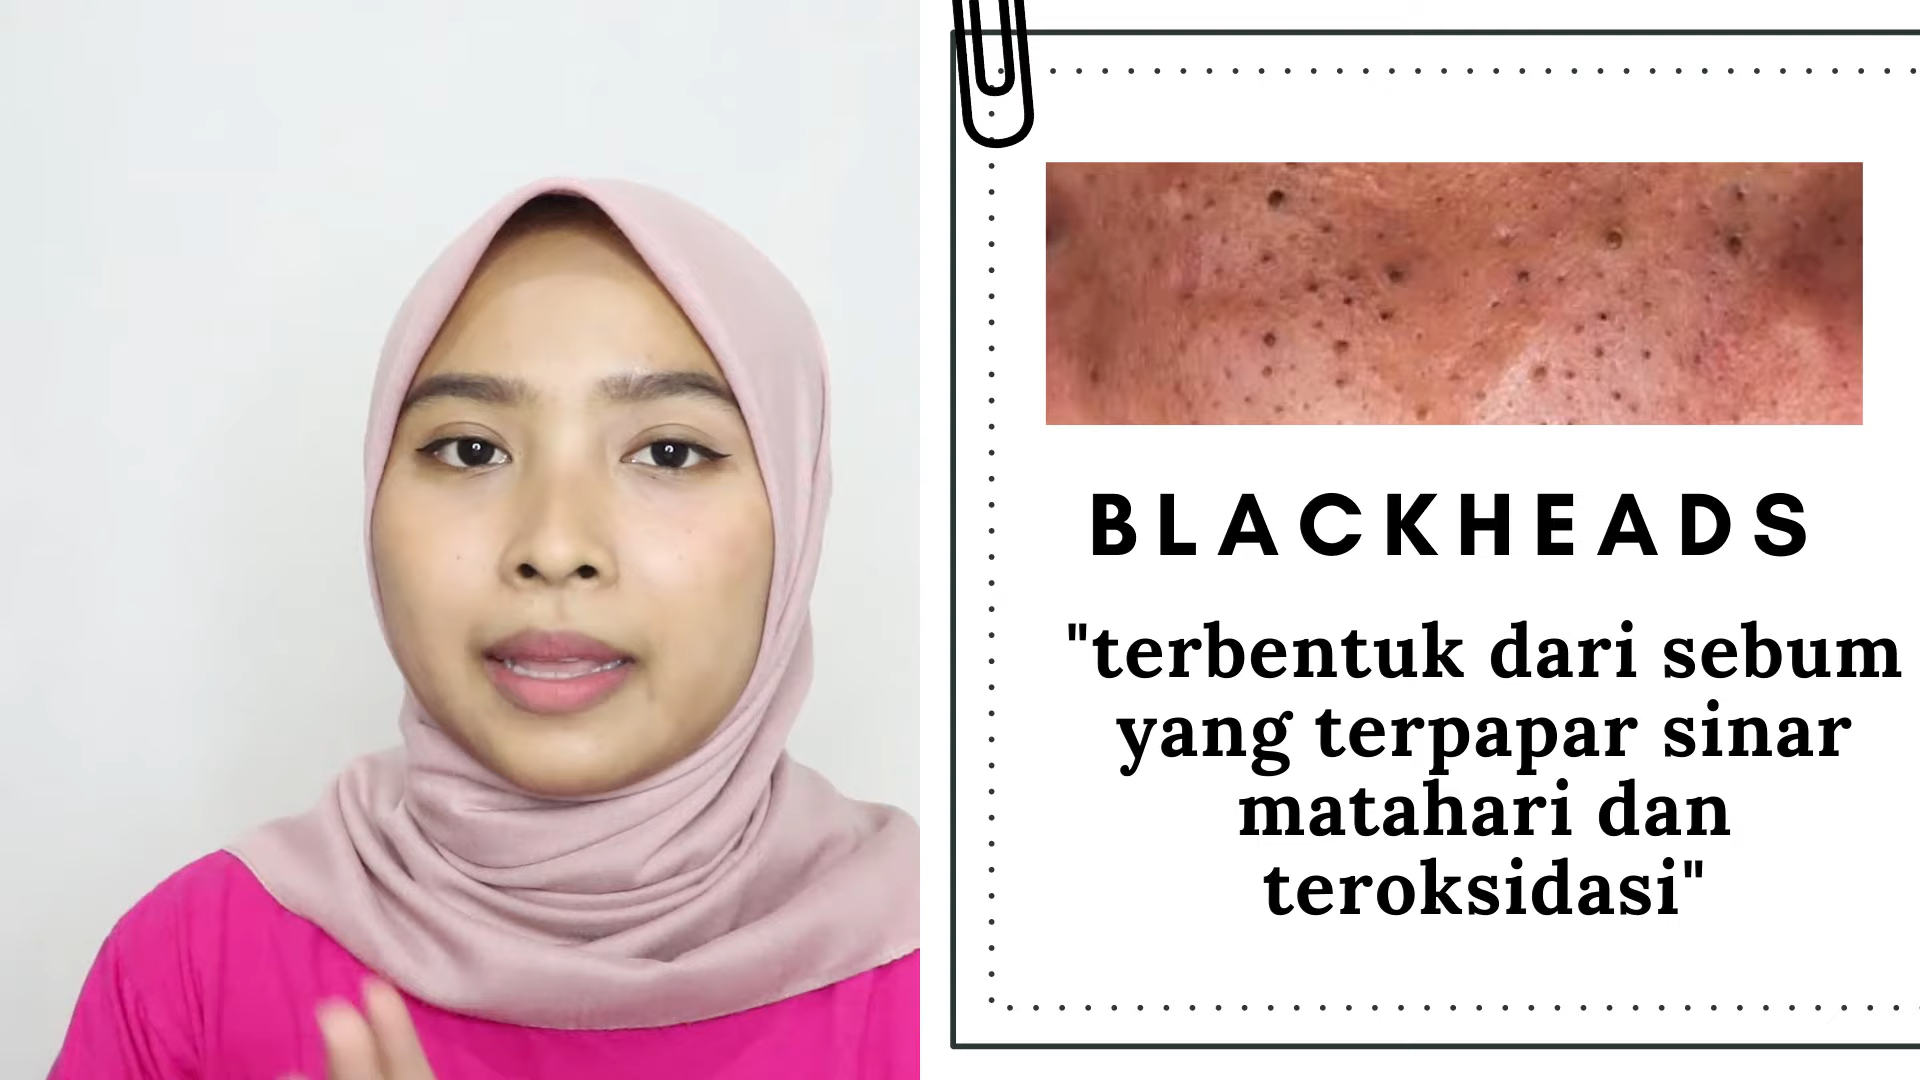 BLACKHEADS
"terbentuk dari sebum
yang terpapar sinar
matahari dan
teroksidasi"